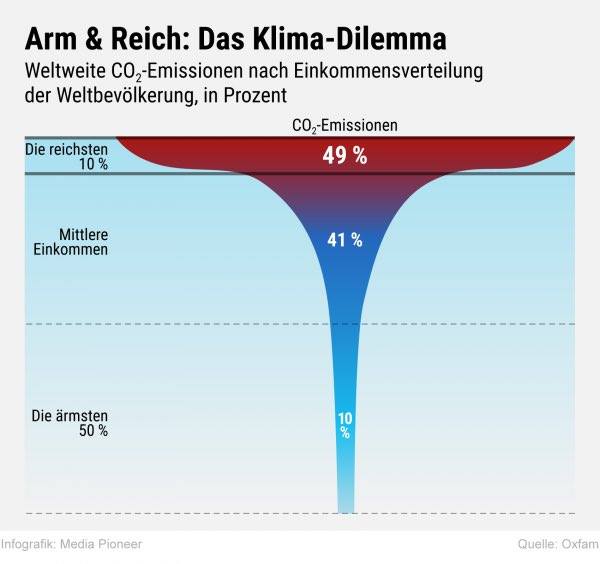 Arm & Reich: Das Klima-Dilemma
Weltweite CO₂-Emissionen nach Einkommensverteilung
der Weltbevölkerung, in Prozent
CO₂-Emissionen
Die reichsten
10 %
49 %
Mittlere
Einkommen
41 %
Die ärmsten
50 %
10
%
Infografik: Media Pioneer
Quelle: Oxfam